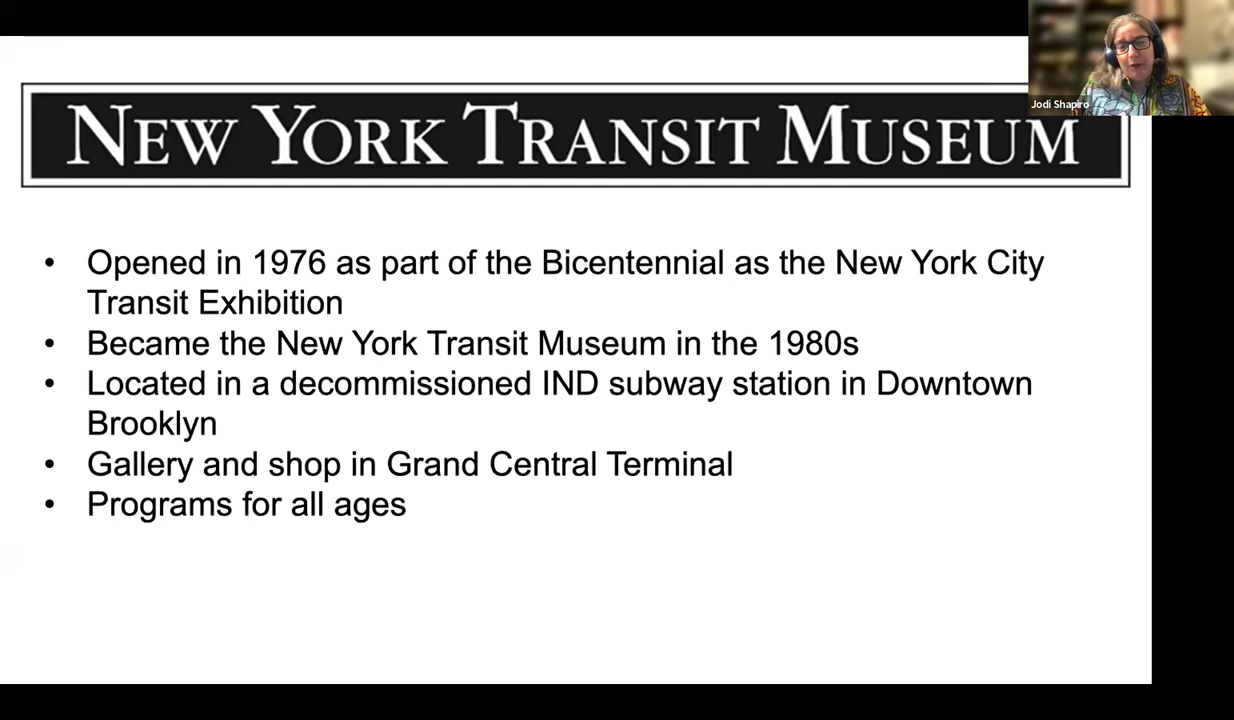 Jodi Shapiro
NEW YORK TRANSIT MUSEUM
• Opened in 1976 as part of the Bicentennial as the New York City
Transit Exhibition
• Became the New York Transit Museum in the 1980s
• Located in a decommissioned IND subway station in Downtown
Brooklyn
• Gallery and shop in Grand Central Terminal
• Programs for all ages